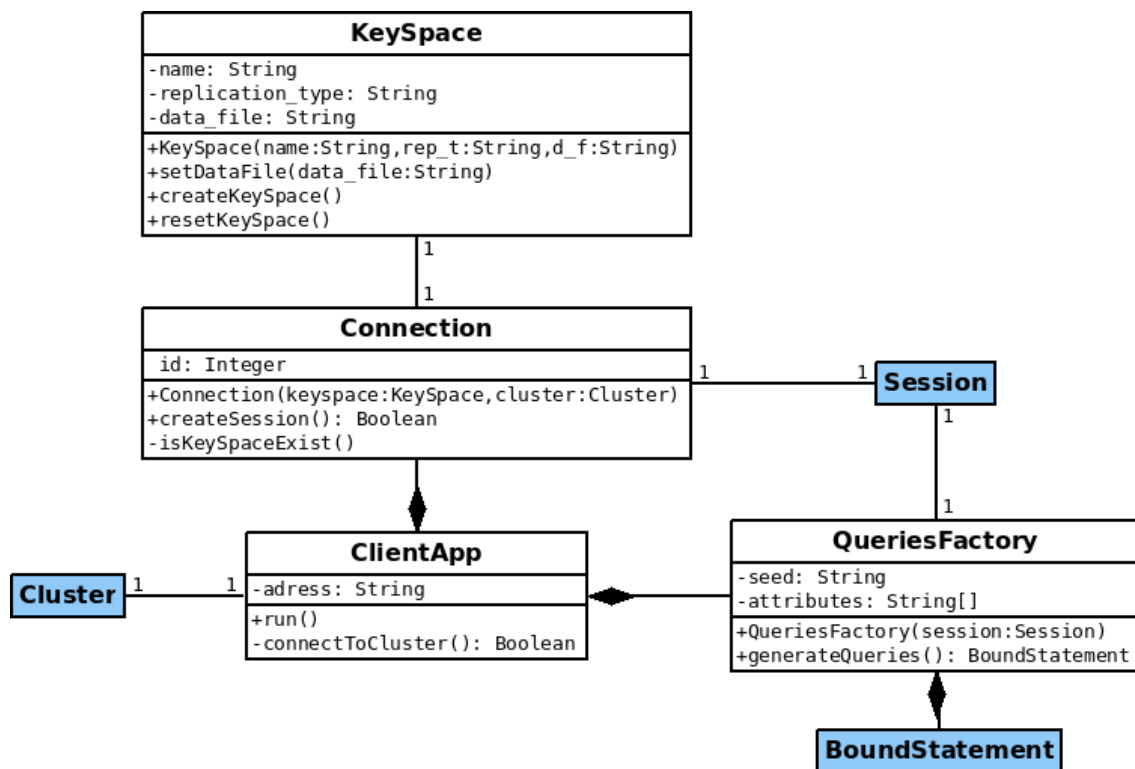 KeySpace
-name: String
-replication_type: String
-data_file: String
+KeySpace(name:String,rep_t:String,d_f:String)
+setDataFile(data_file:String)
+createKeySpace()
+resetKeySpace()
1
1
Connection
id: Integer
+Connection(keyspace:KeySpace,cluster:Cluster)
+createSession(): Boolean
-isKeySpaceExist()
1
1
Session
1
1
Cluster
1
1
ClientApp
-adress: String
+run()
-connectToCluster(): Boolean
QueriesFactory
-seed: String
-attributes: String[]
+QueriesFactory(session:Session)
+generateQueries(): BoundStatement
BoundStatement